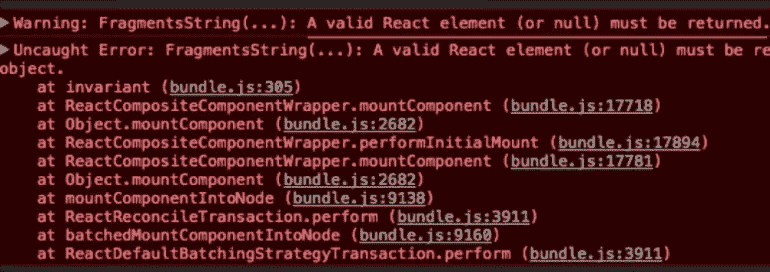 ▶Warning: FragmentsString(...): A valid React element (or null) must be returned.
▶Uncaught Error: FragmentsString(...): A valid React element (or null) must be re
object.
at invariant (bundle.js:305)
at ReactCompositeComponentWrapper.mountComponent (bundle.js:17718)
at Object.mountComponent (bundle.js:2682)
at ReactCompositeComponentWrapper.performInitialMount (bundle.js:17894)
at ReactCompositeComponentWrapper.mountComponent (bundle.js:17781)
at Object.mountComponent (bundle.js:2682)
at mountComponentIntoNode (bundle.js:9138)
at ReactReconcileTransaction.perform (bundle.js:3911)
at batchedMountComponentIntoNode (bundle.js:9160)
at ReactDefaultBatchingStrategyTransaction.perform (bundle.js:3911)